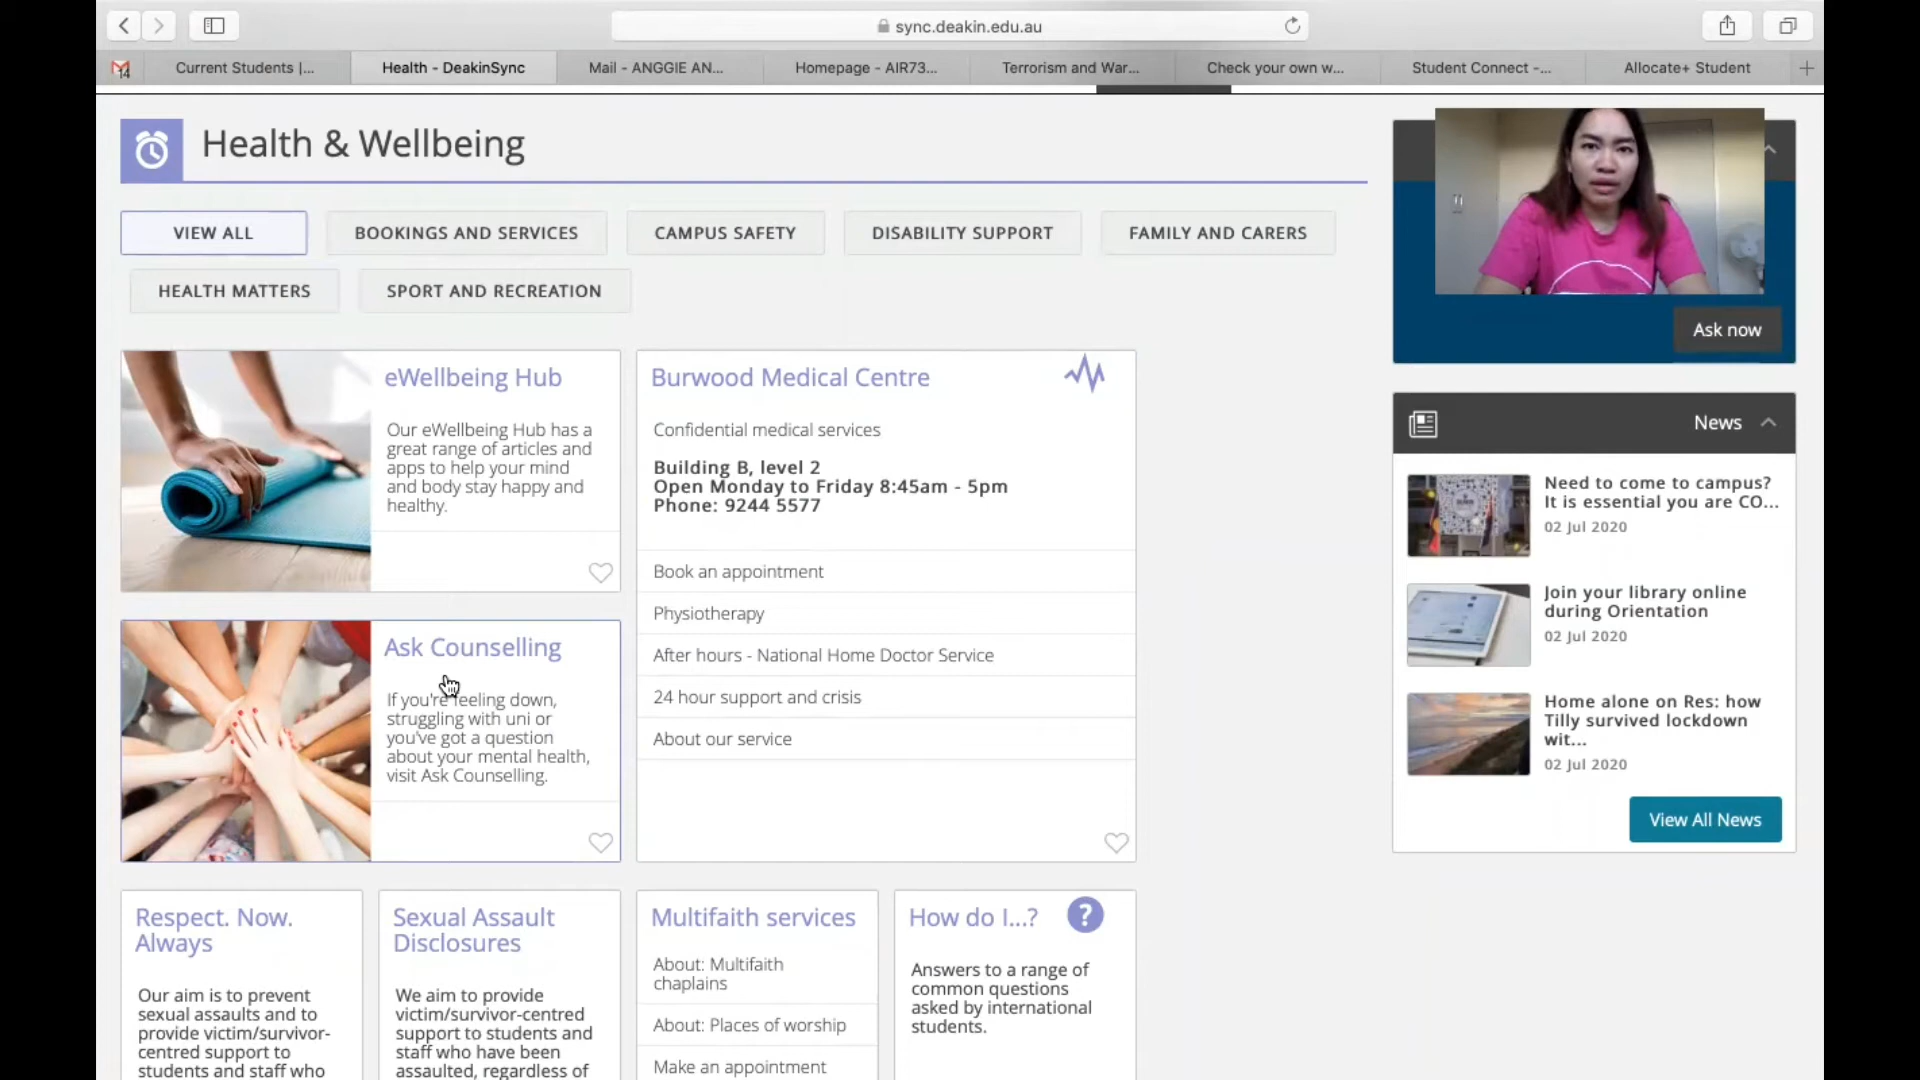 sync.deakin.edu.au
14
Current Students |...
Health - DeakinSync
Mail - ANGGIE AN...
Homepage - AIR73...
Terrorism and War...
Check your own w...
Student Connect -...
Allocate+ Student
Health & Wellbeing
VIEW ALL
BOOKINGS AND SERVICES
CAMPUS SAFETY
DISABILITY SUPPORT
FAMILY AND CARERS
HEALTH MATTERS
SPORT AND RECREATION
eWellbeing Hub
Our eWellbeing Hub has a
great range of articles and
apps to help your mind
and body stay happy and
healthy.
Burwood Medical Centre
Confidential medical services
Building B, level 2
Open Monday to Friday 8:45am - 5pm
Phone: 9244 5577
Book an appointment
Physiotherapy
After hours - National Home Doctor Service
24 hour support and crisis
About our service
Ask Counselling
If you're feeling down,
struggling with uni or
you've got a question
about your mental health,
visit Ask Counselling.
Respect. Now.
Always
Our aim is to prevent
sexual assaults and to
provide victim/survivor-
centred support to
students and staff who
Sexual Assault
Disclosures
We aim to provide
victim/survivor-centred
support to students and
staff who have been
assaulted, regardless of
Multifaith services
About: Multifaith
chaplains
About: Places of worship
Make an appointment
How do I...?
?
Answers to a range of
common questions
asked by international
students.
Ask now
News
Need to come to campus?
It is essential you are CO...
02 Jul 2020
Join your library online
during Orientation
02 Jul 2020
Home alone on Res: how
Tilly survived lockdown
wit...
02 Jul 2020
View All News